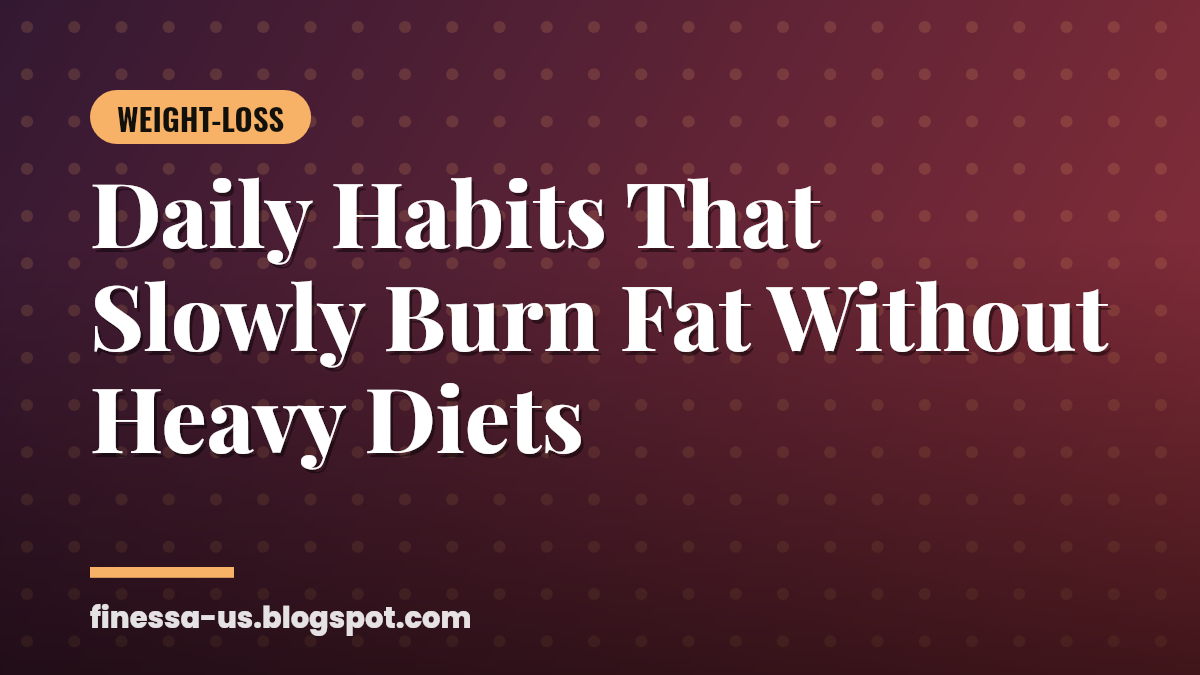 WEIGHT-LOSS
Daily Habits That
Slowly Burn Fat Without
Heavy Diets
finessa-us.blogspot.com